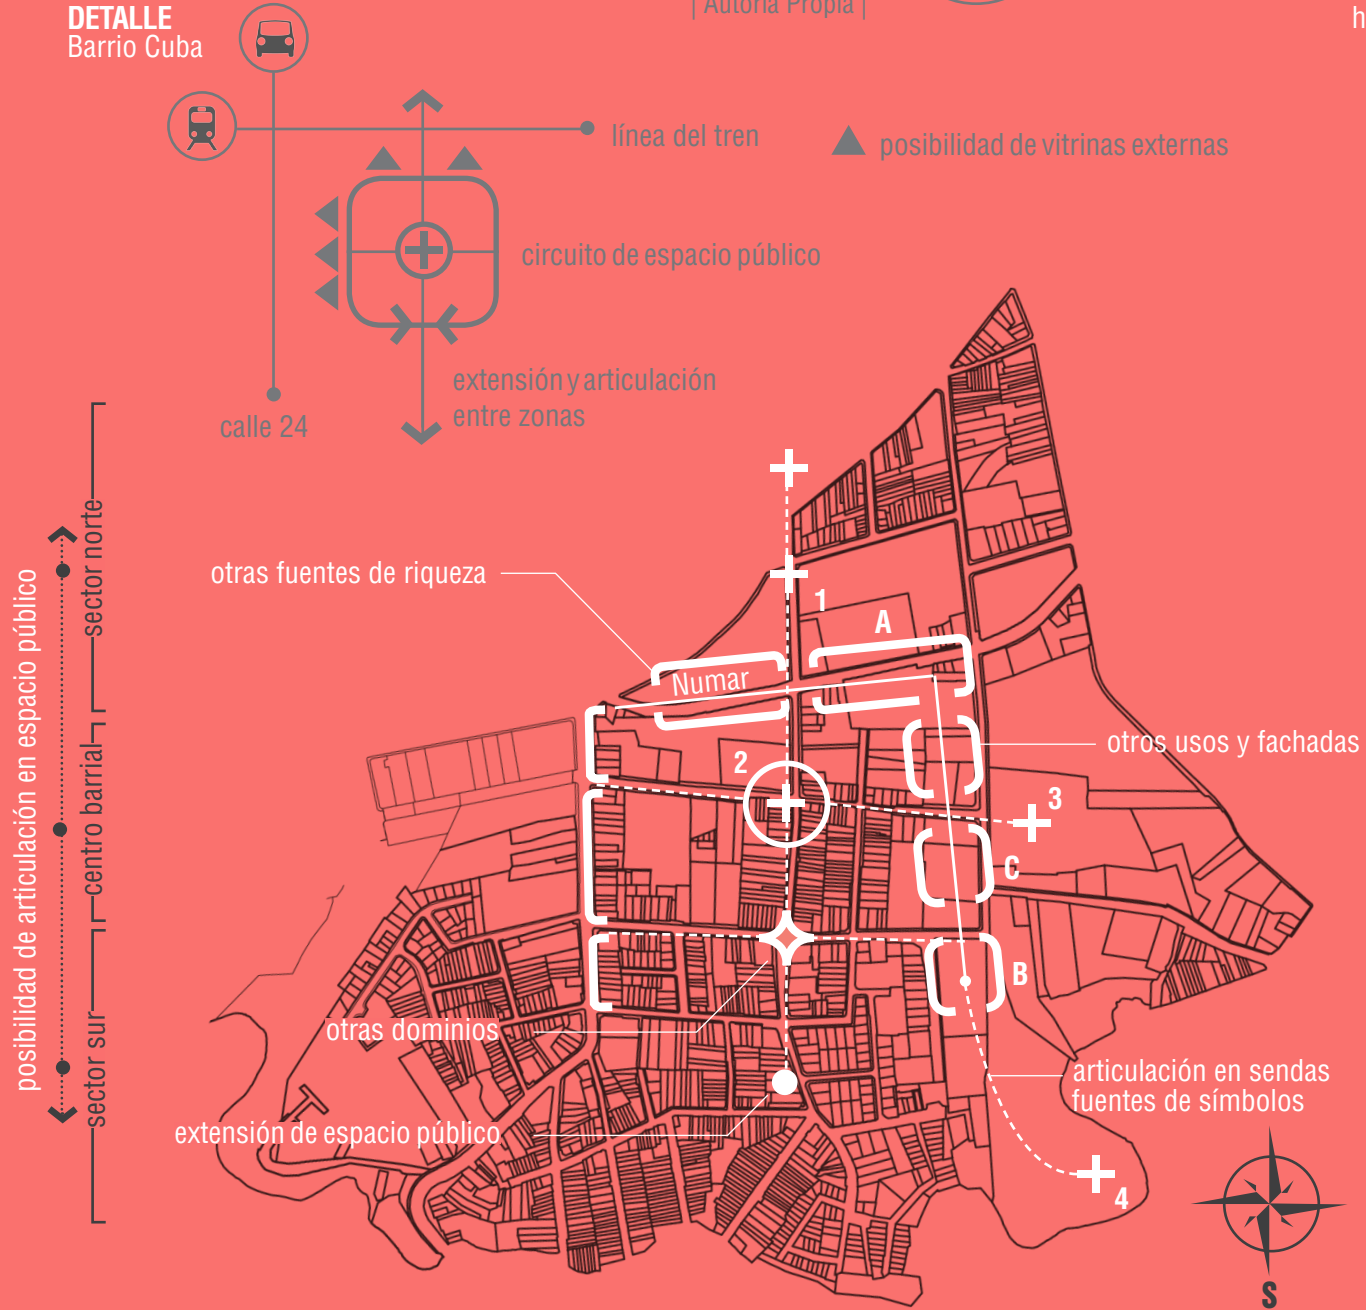 DETALLE
Barrio Cuba
| Autoría Propia |
h
línea del tren
posibilidad de vitrinas externas
circuito de espacio público
extensión y articulación
entre zonas
calle 24
posibilidad de articulación en espacio público
sector norte
centro barrial
sector sur
otras fuentes de riqueza
1
A
Numar
otros usos y fachadas
2
3
C
B
otras dominios
articulación en sendas
fuentes de símbolos
extensión de espacio público
4
S